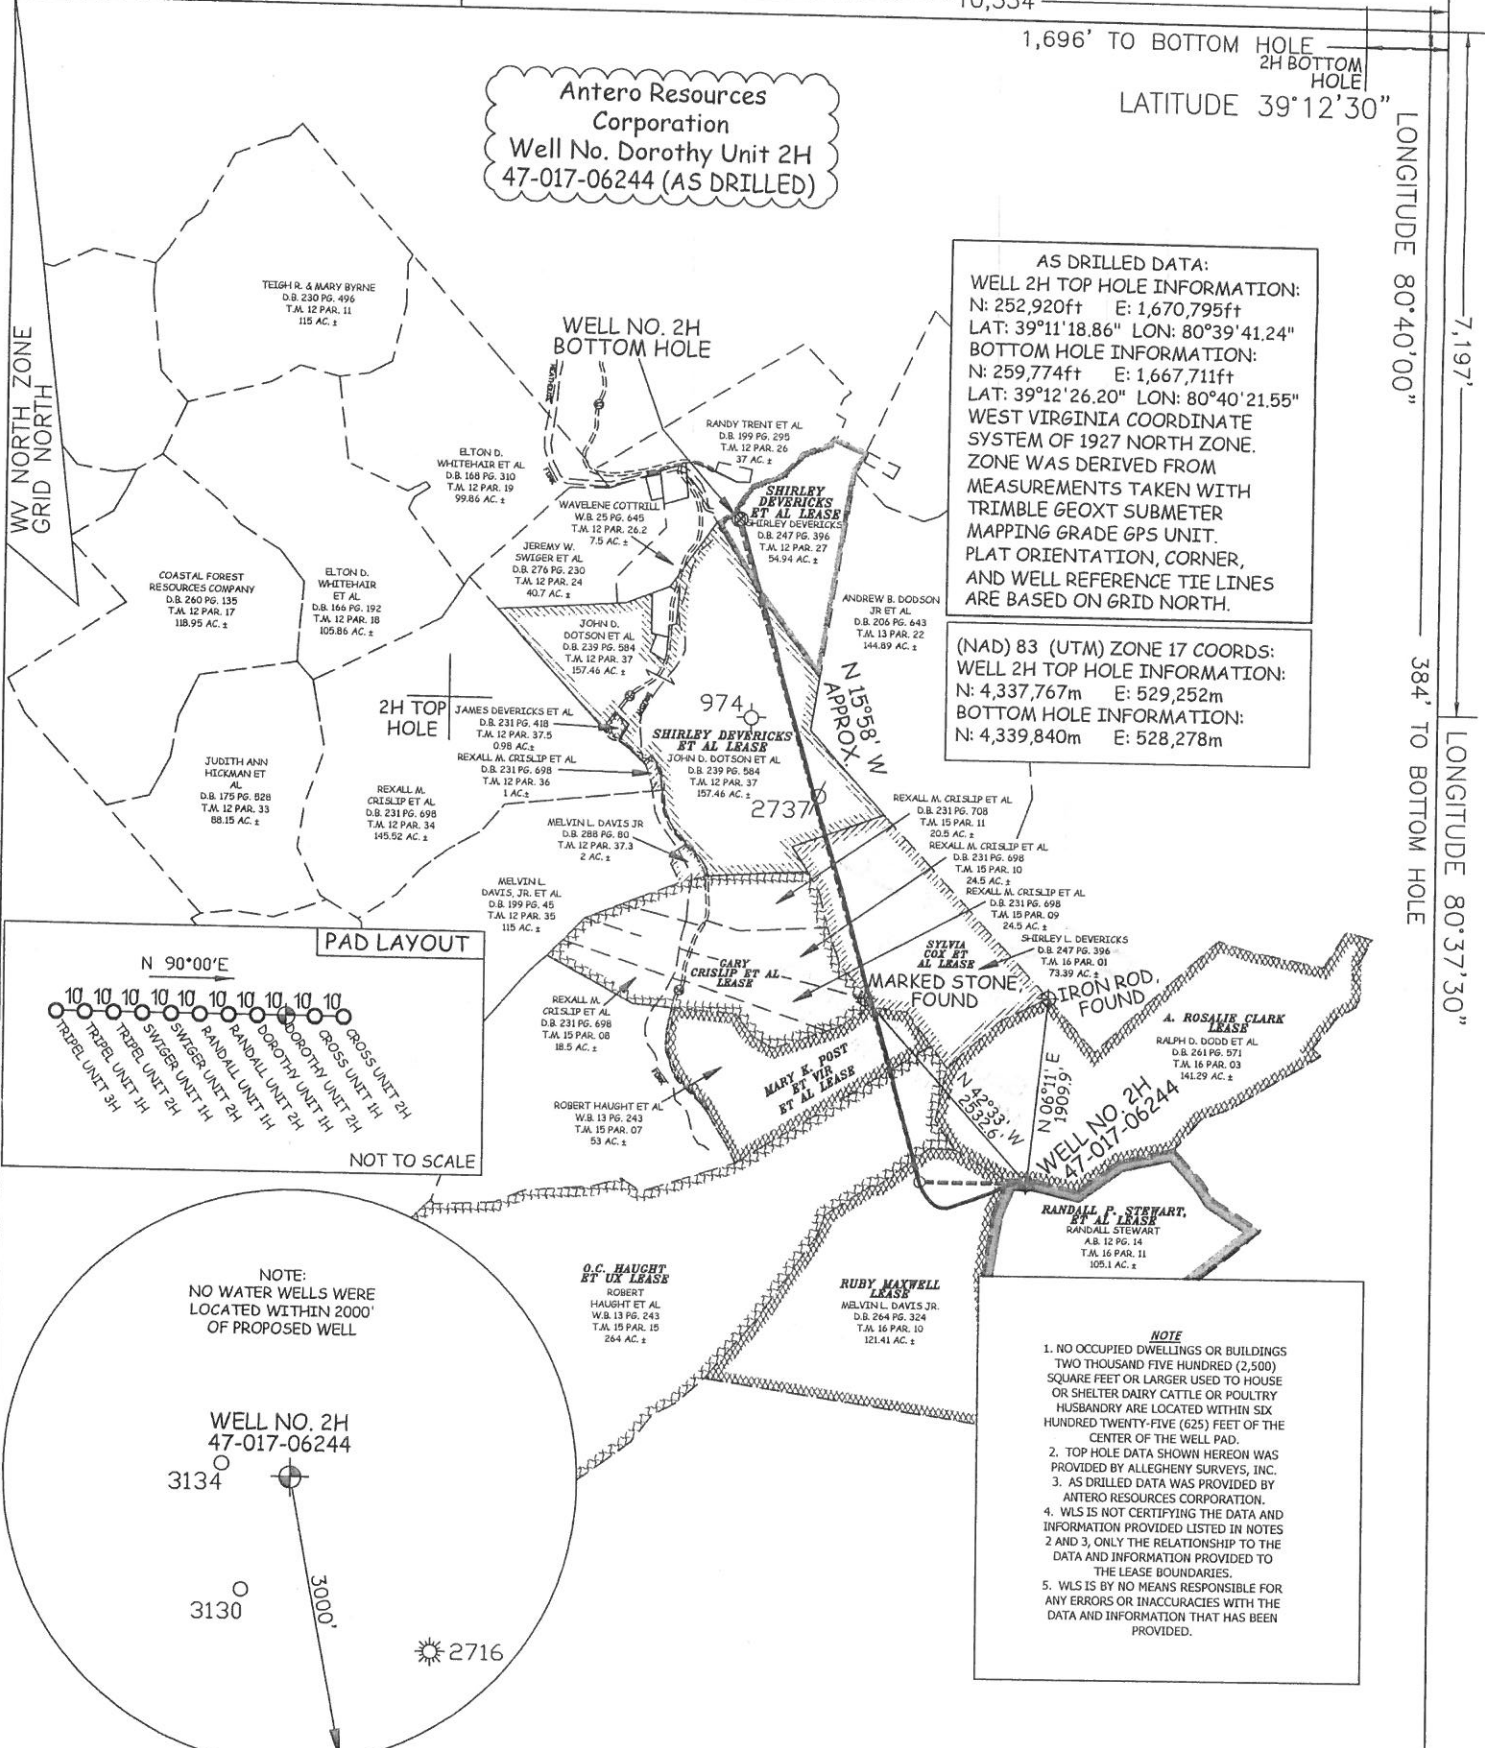 10,334'
1,696' TO BOTTOM HOLE
2H BOTTOM
HOLE
LATITUDE 39°12'30"
LONGITUDE 80°40'00"
7,197'
384' TO BOTTOM HOLE
LONGITUDE 80°37'30"
WV NORTH ZONE
GRID NORTH
Antero Resources
Corporation
Well No. Dorothy Unit 2H
47-017-06244 (AS DRILLED)
AS DRILLED DATA:
WELL 2H TOP HOLE INFORMATION:
N: 252,920ft E: 1,670,795ft
LAT: 39°11'18.86" LON: 80°39'41.24"
BOTTOM HOLE INFORMATION:
N: 259,774ft E: 1,667,711ft
LAT: 39°12'26.20" LON: 80°40'21.55"
WEST VIRGINIA COORDINATE
SYSTEM OF 1927 NORTH ZONE.
ZONE WAS DERIVED FROM
MEASUREMENTS TAKEN WITH
TRIMBLE GEOXT SUBMETER
MAPPING GRADE GPS UNIT.
PLAT ORIENTATION, CORNER,
AND WELL REFERENCE TIE LINES
ARE BASED ON GRID NORTH.
(NAD) 83 (UTM) ZONE 17 COORDS:
WELL 2H TOP HOLE INFORMATION:
N: 4,337,767m E: 529,252m
BOTTOM HOLE INFORMATION:
N: 4,339,840m E: 528,278m
TEIGH R. & MARY BYRNE
D.B. 230 PG. 496
T.M. 12 PAR. 11
115 AC. ±
WELL NO. 2H
BOTTOM HOLE
RANDY TRENT ET AL
D.B. 199 PG. 295
T.M. 12 PAR. 26
37 AC. ±
ELTON D.
WHITEHAIR ET AL
D.B. 168 PG. 310
T.M. 12 PAR. 19
99.86 AC. ±
WAVELENE COTTRILL
W.B. 25 PG. 645
T.M. 12 PAR. 26.2
7.5 AC. ±
SHIRLEY
DEVERICKS
ET AL LEASE
SHIRLEY DEVERICKS
D.B. 247 PG. 396
T.M. 12 PAR. 27
54.94 AC. ±
JEREMY W.
SWIGER ET AL
D.B. 276 PG. 230
T.M. 12 PAR. 24
40.7 AC. ±
COASTAL FOREST
RESOURCES COMPANY
D.B. 260 PG. 135
T.M. 12 PAR. 17
118.95 AC. ±
ELTON D.
WHITEHAIR
ET AL
D.B. 166 PG. 192
T.M. 12 PAR. 18
105.86 AC. ±
ANDREW B. DODSON
JR ET AL
D.B. 206 PG. 643
T.M. 13 PAR. 22
144.89 AC. ±
JOHN D.
DOTSON ET AL
D.B. 239 PG. 584
T.M. 12 PAR. 37
157.46 AC. ±
N 15°58' W
APPROX.
2H TOP
HOLE
JAMES DEVERICKS ET AL
D.B. 231 PG. 418
T.M. 12 PAR. 37.5
0.98 AC.±
974
SHIRLEY DEVERICKS
ET AL LEASE
JOHN D. DOTSON ET AL
D.B. 239 PG. 584
T.M. 12 PAR. 37
157.46 AC. ±
REXALL M. CRISLIP ET AL
D.B. 231 PG. 698
T.M. 12 PAR. 36
1 AC.±
2737
JUDITH ANN
HICKMAN ET
AL
D.B. 175 PG. 528
T.M. 12 PAR. 33
88.15 AC. ±
REXALL M.
CRISLIP ET AL
D.B. 231 PG. 698
T.M. 12 PAR. 34
145.52 AC. ±
MELVIN L. DAVIS JR
D.B. 288 PG. 80
T.M. 12 PAR. 37.3
2 AC. ±
REXALL M. CRISLIP ET AL
D.B. 231 PG. 708
T.M. 15 PAR. 11
20.5 AC. ±
REXALL M. CRISLIP ET AL
D.B. 231 PG. 698
T.M. 15 PAR. 10
24.5 AC. ±
REXALL M. CRISLIP ET AL
D.B. 231 PG. 698
T.M. 15 PAR. 09
24.5 AC. ±
MELVIN L.
DAVIS, JR. ET AL
D.B. 199 PG. 45
T.M. 12 PAR. 35
115 AC. ±
SHIRLEY L. DEVERICKS
D.B. 247 PG. 396
T.M. 16 PAR. 01
73.39 AC. ±
SYLVIA
COX ET
AL LEASE
GARY
CRISLIP ET AL
LEASE
MARKED STONE,
FOUND
IRON ROD,
FOUND
REXALL M.
CRISLIP ET AL
D.B. 231 PG. 698
T.M. 15 PAR. 08
18.5 AC. ±
A. ROSALIE CLARK
LEASE
RALPH D. DODD ET AL
D.B. 261 PG. 571
T.M. 16 PAR. 03
141.29 AC. ±
MARY K. POST
ET VIR
ET AL LEASE
N 42°33' W
2532.6'
N 06°11' E
1909.9'
WELL NO. 2H
47-017-06244
ROBERT HAUGHT ET AL
W.B. 13 PG. 243
T.M. 15 PAR. 07
53 AC. ±
RANDALL P. STEWART,
ET AL LEASE
RANDALL STEWART
A.B. 12 PG. 14
T.M. 16 PAR. 11
105.1 AC. ±
O.C. HAUGHT
ET UX LEASE
ROBERT
HAUGHT ET AL
W.B. 13 PG. 243
T.M. 15 PAR. 15
264 AC. ±
RUBY MAXWELL
LEASE
MELVIN L. DAVIS JR.
D.B. 264 PG. 324
T.M. 16 PAR. 10
121.41 AC. ±
PAD LAYOUT
N 90°00'E
10 10 10 10 10 10 10 10 10 10
TRIPEL UNIT 3H
TRIPEL UNIT 1H
TRIPEL UNIT 2H
SWIGER UNIT 1H
SWIGER UNIT 2H
RANDALL UNIT 1H
RANDALL UNIT 2H
DOROTHY UNIT 1H
DOROTHY UNIT 2H
CROSS UNIT 1H
CROSS UNIT 2H
NOT TO SCALE
NOTE:
NO WATER WELLS WERE
LOCATED WITHIN 2000'
OF PROPOSED WELL
WELL NO. 2H
47-017-06244
3134
3130
3000'
2716
NOTE
1. NO OCCUPIED DWELLINGS OR BUILDINGS
TWO THOUSAND FIVE HUNDRED (2,500)
SQUARE FEET OR LARGER USED TO HOUSE
OR SHELTER DAIRY CATTLE OR POULTRY
HUSBANDRY ARE LOCATED WITHIN SIX
HUNDRED TWENTY-FIVE (625) FEET OF THE
CENTER OF THE WELL PAD.
2. TOP HOLE DATA SHOWN HEREON WAS
PROVIDED BY ALLEGHENY SURVEYS, INC.
3. AS DRILLED DATA WAS PROVIDED BY
ANTERO RESOURCES CORPORATION.
4. WLS IS NOT CERTIFYING THE DATA AND
INFORMATION PROVIDED LISTED IN NOTES
2 AND 3, ONLY THE RELATIONSHIP TO THE
DATA AND INFORMATION PROVIDED TO
THE LEASE BOUNDARIES.
5. WLS IS BY NO MEANS RESPONSIBLE FOR
ANY ERRORS OR INACCURACIES WITH THE
DATA AND INFORMATION THAT HAS BEEN
PROVIDED.